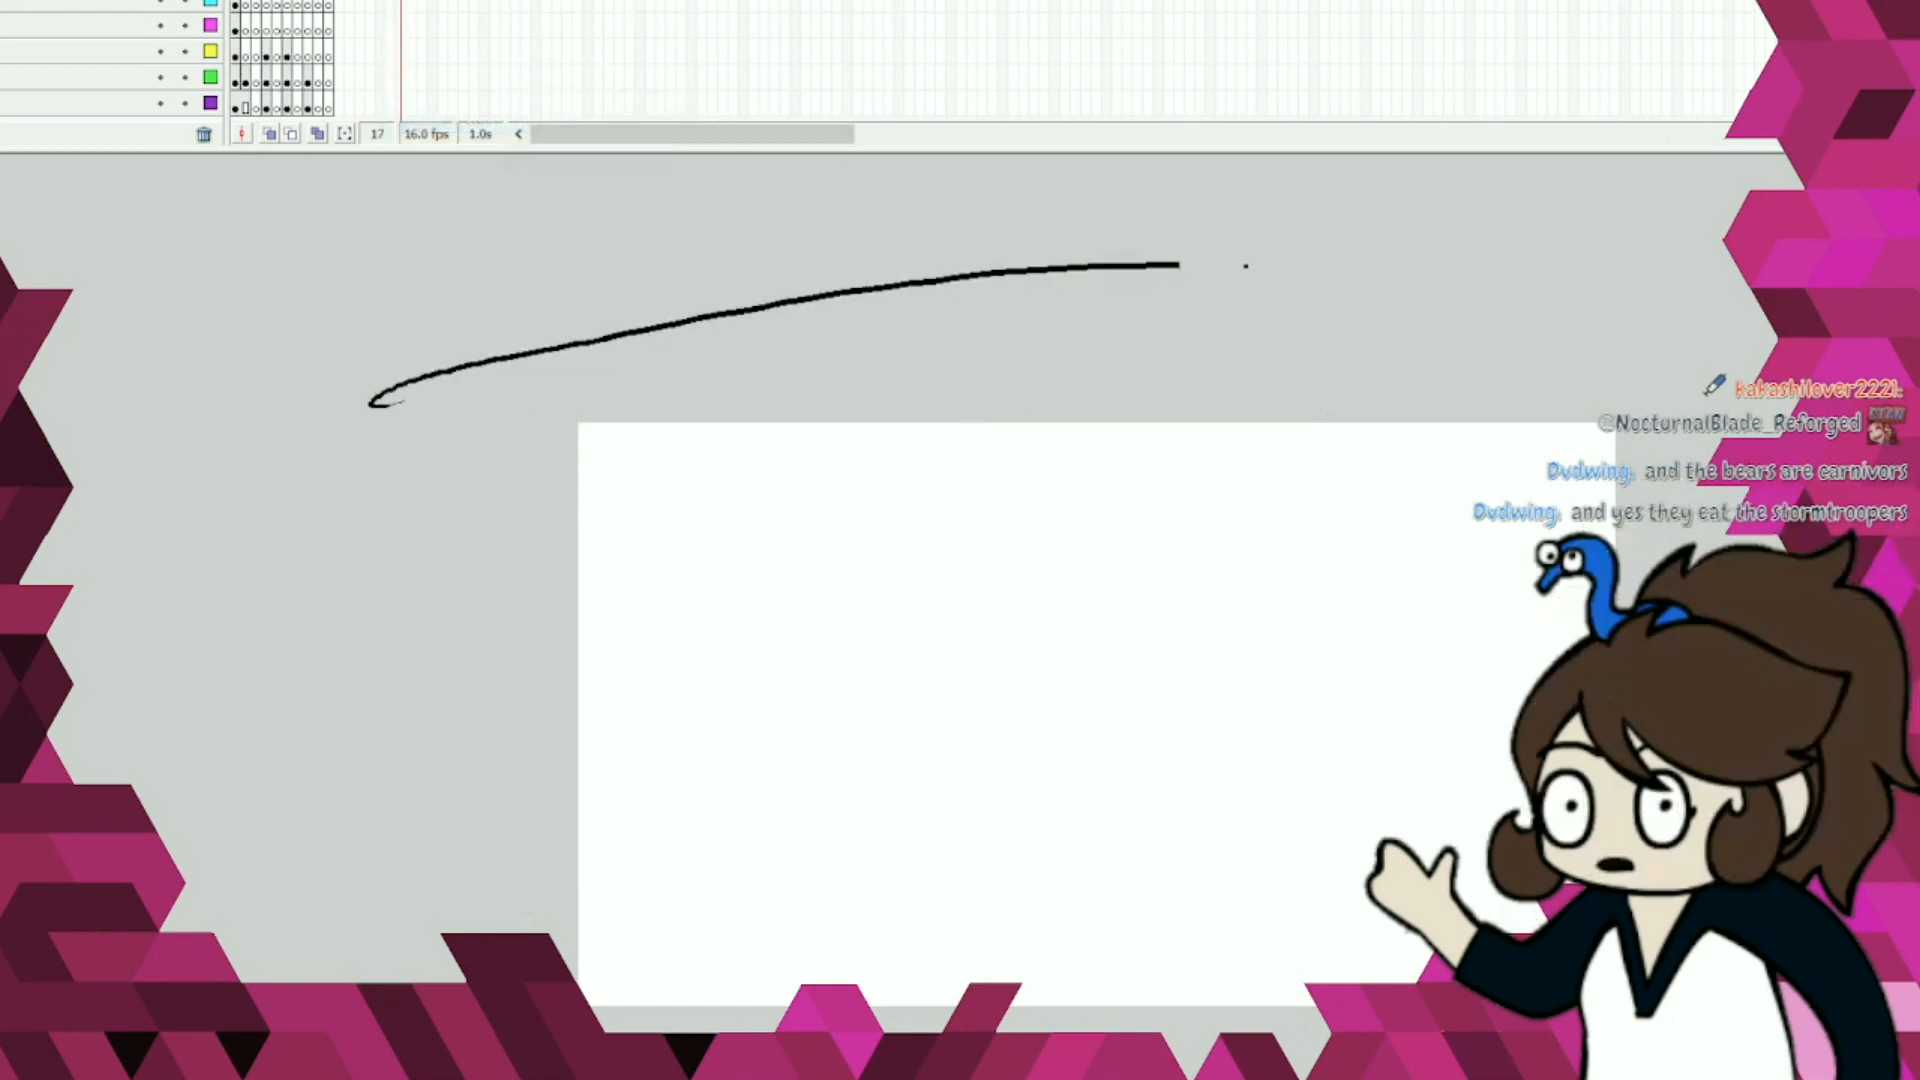 17 16.0 fps 1.0s
kakashilover2221:
@NocturnalBlade_Reforged
Dvdwing: and the bears are carnivors
Dvdwing: and yes they eat the stormtroopers